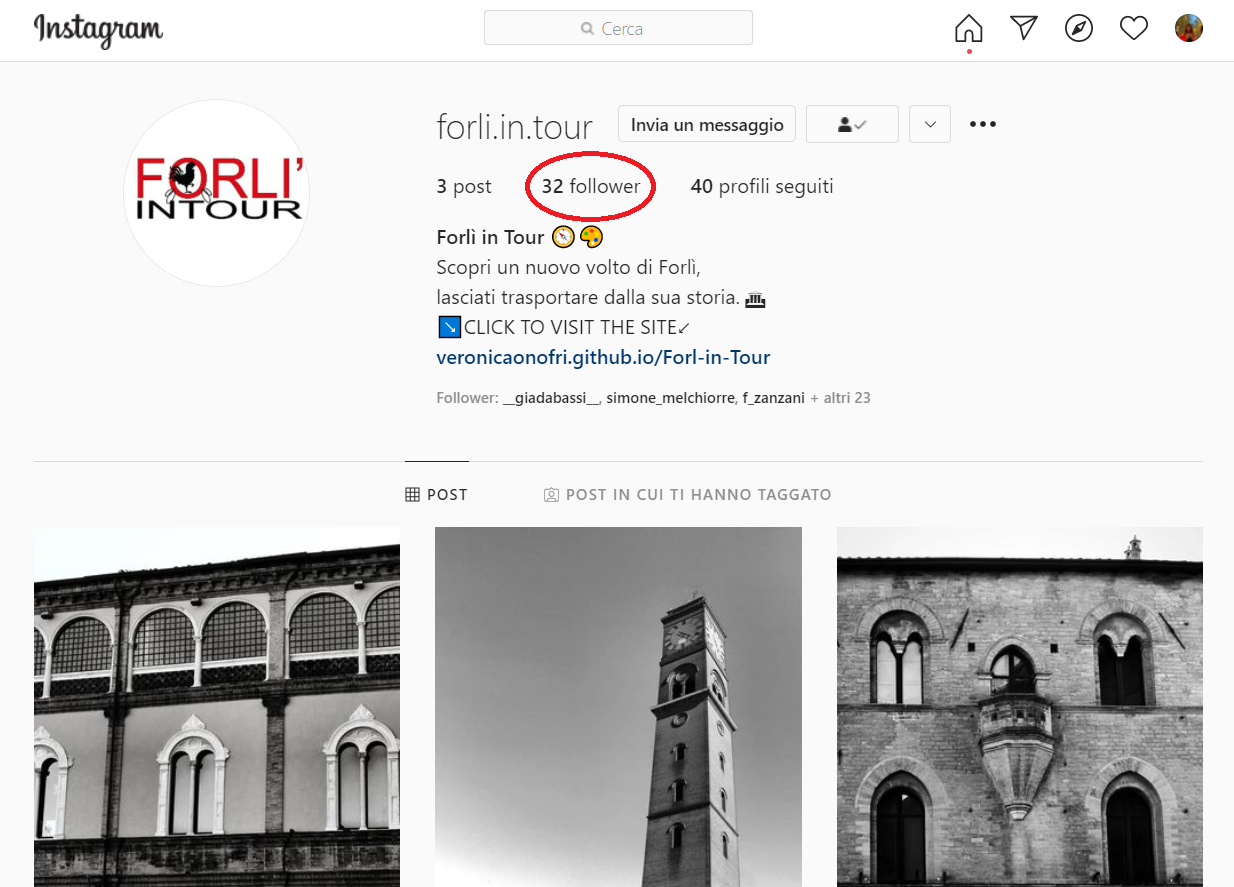 Instagram
Cerca
FORLI'
INTOUR
forli.in.tour
Invia un messaggio
3 post
32 follower
40 profili seguiti
Forlì in Tour
Scopri un nuovo volto di Forlì,
lasciati trasportare dalla sua storia.
CLICK TO VISIT THE SITE
veronicaonofri.github.io/Forl-in-Tour
Follower: __giadabassi__, simone_melchiorre, f_zanzani + altri 23
POST
POST IN CUI TI HANNO TAGGATO